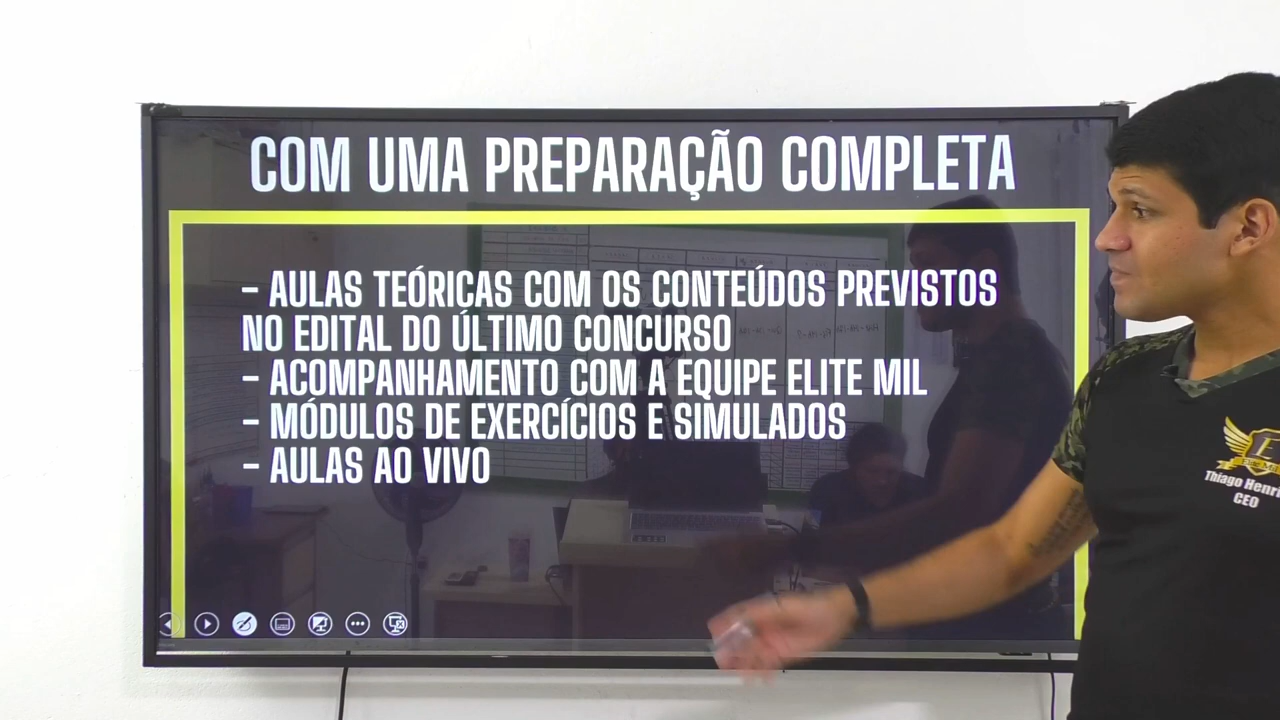 COM UMA PREPARAÇÃO COMPLETA
– AULAS TEÓRICAS COM OS CONTEÚDOS PREVISTOS
NO EDITAL DO ÚLTIMO CONCURSO
– ACOMPANHAMENTO COM A EQUIPE ELITE MIL
– MÓDULOS DE EXERCÍCIOS E SIMULADOS
– AULAS AO VIVO
Thiago
CEO